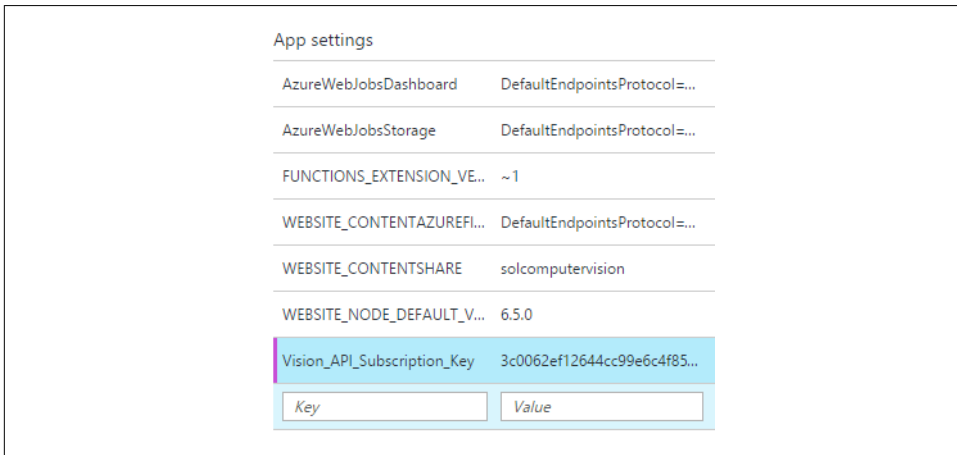 App settings
AzureWebJobsDashboard DefaultEndpointsProtocol=...
AzureWebJobsStorage DefaultEndpointsProtocol=...
FUNCTIONS_EXTENSION_VE... ~1
WEBSITE_CONTENTAZUREFI... DefaultEndpointsProtocol=...
WEBSITE_CONTENTSHARE solcomputervision
WEBSITE_NODE_DEFAULT_V... 6.5.0
Vision_API_Subscription_Key 3c0062ef12644cc99e6c4f85...
Key Value